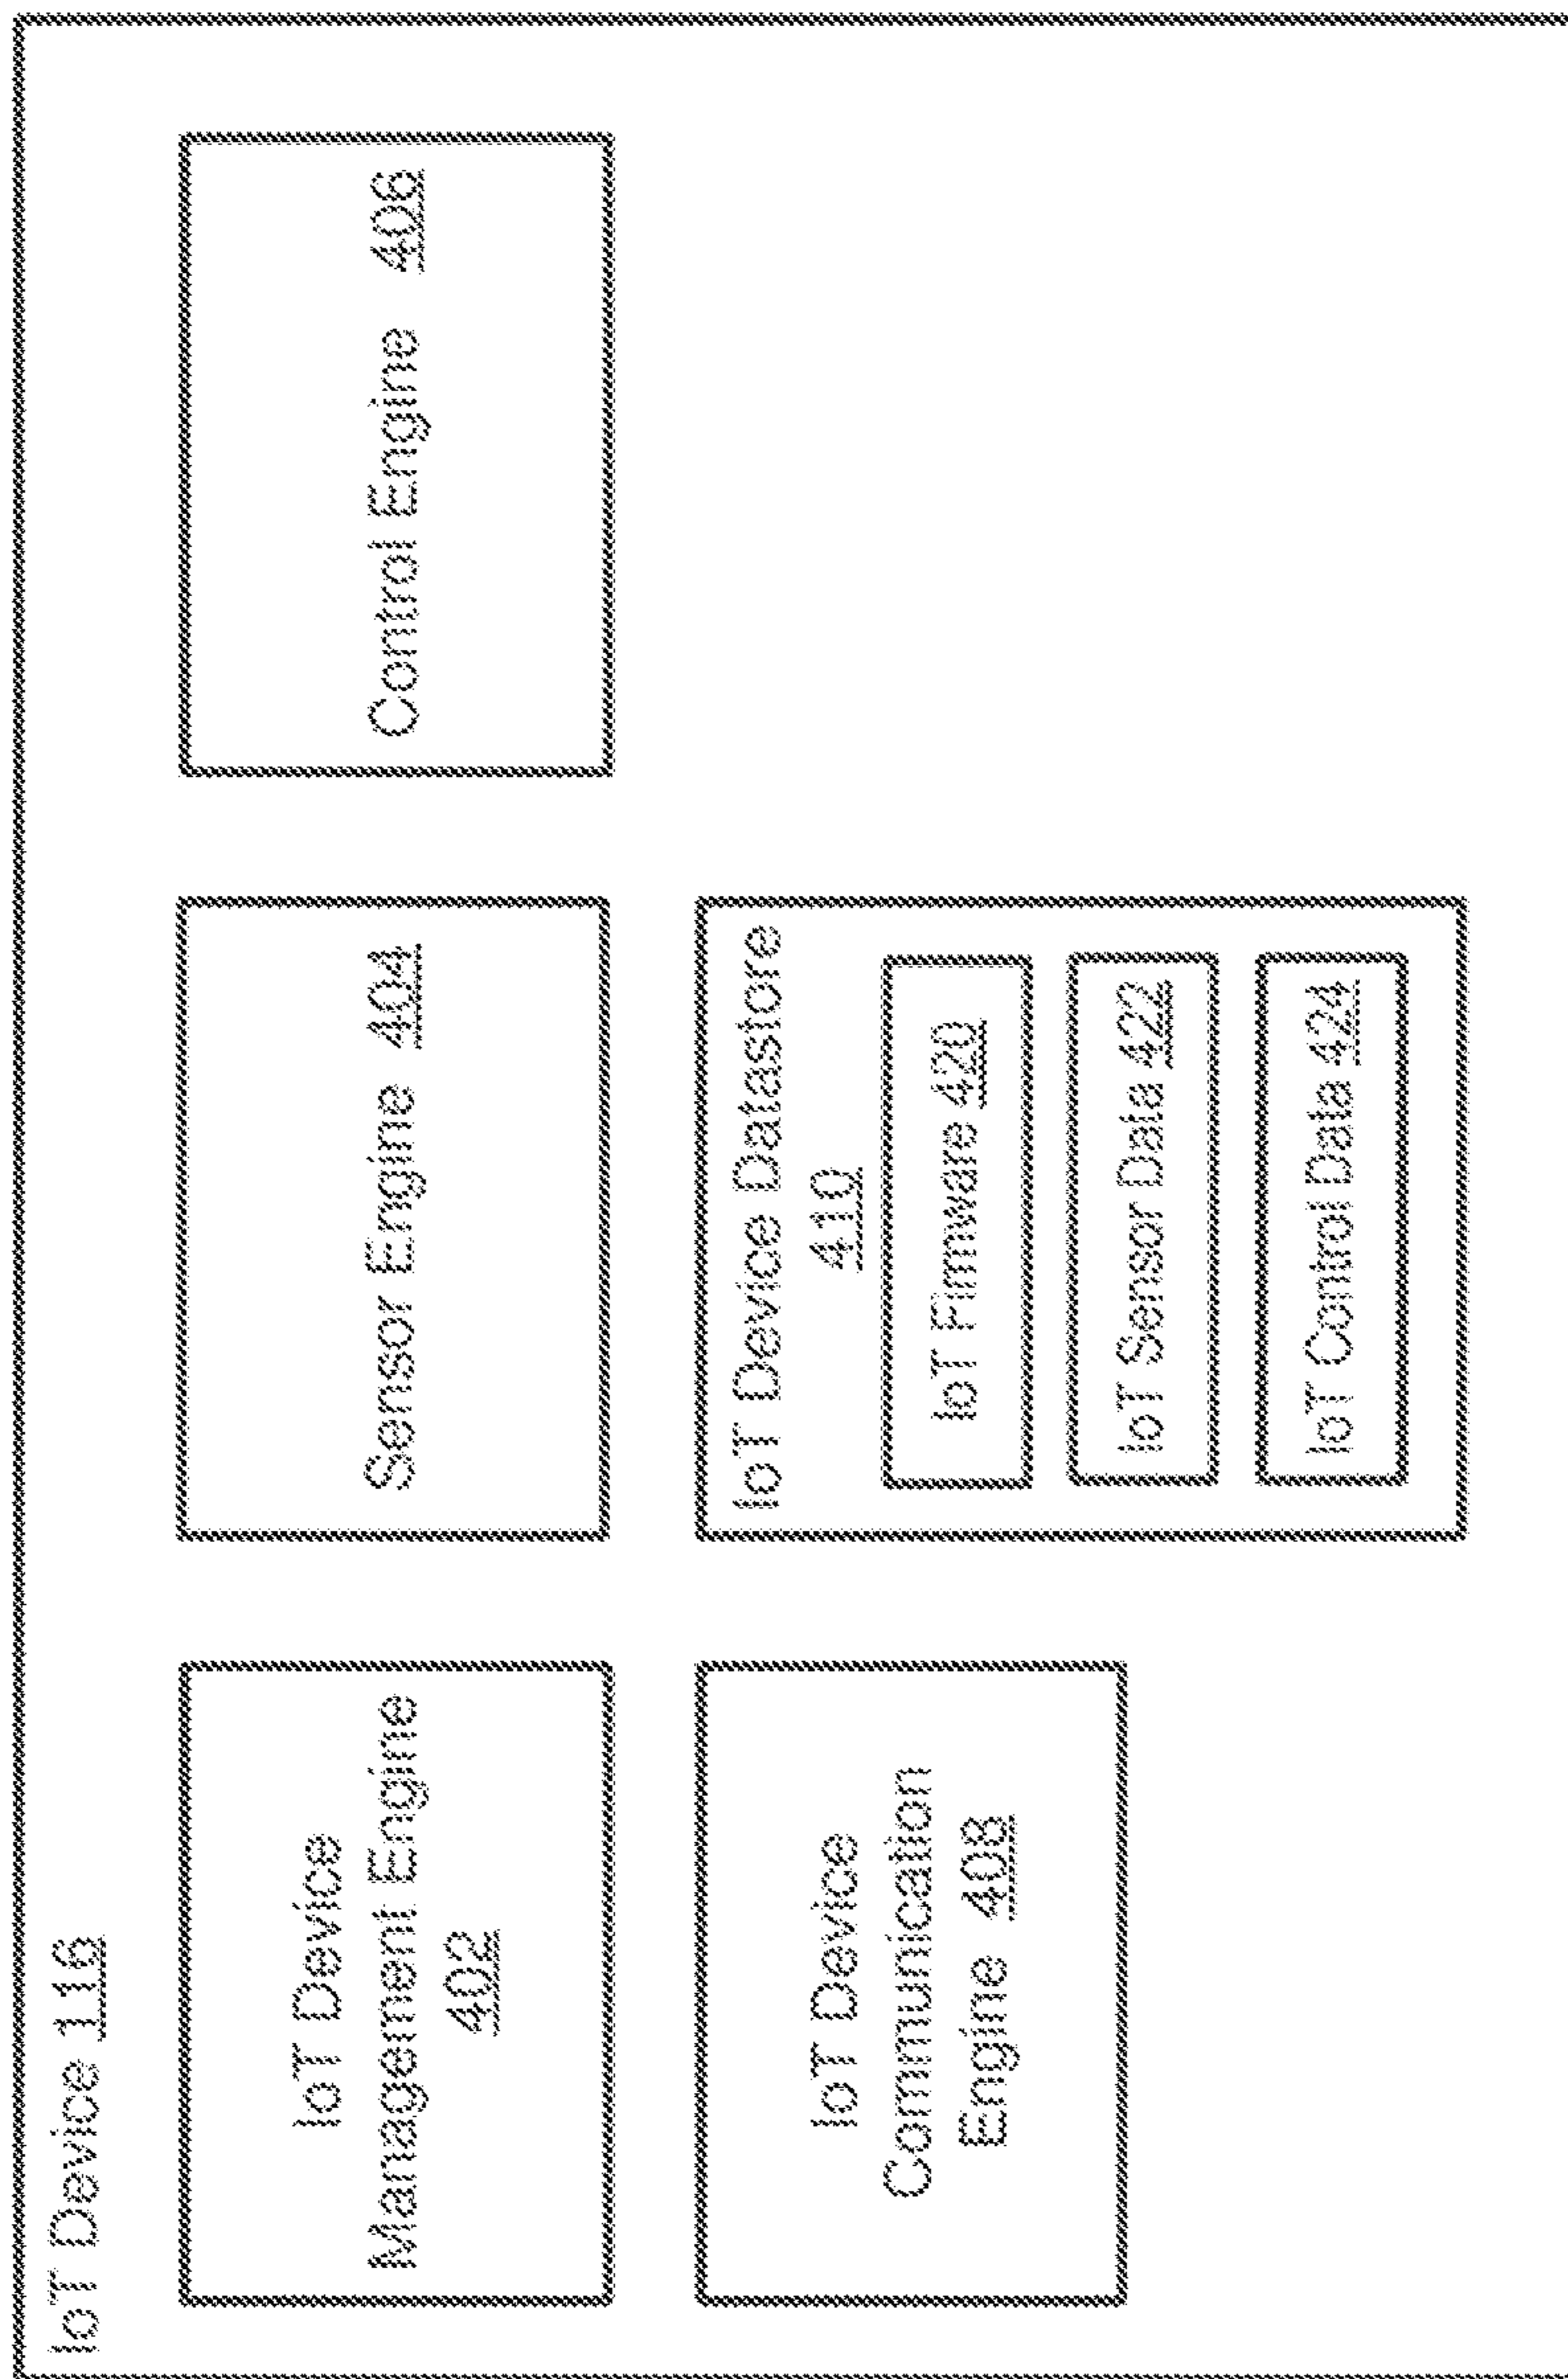 IoT Device 116
IoT Device
Management Engine
402
Sensor Engine 404
Control Engine 406
IoT Device
Communication
Engine 408
IoT Device Datastore
410
IoT Firmware 420
IoT Sensor Data 422
IoT Control Data 424